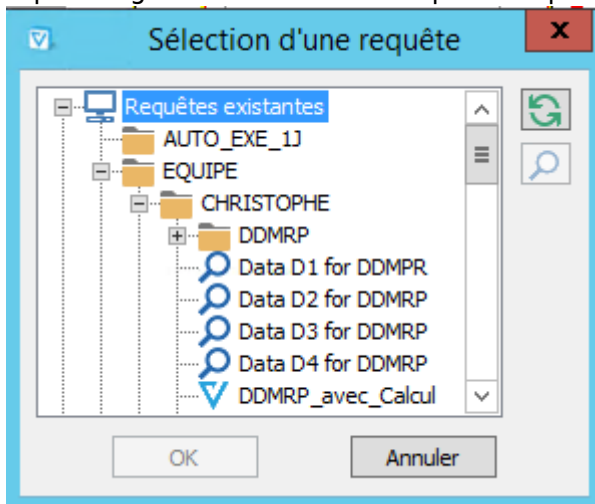 Sélection d'une requête
x
Requêtes existantes
AUTO_EXE_1J
EQUIPE
CHRISTOPHE
DDMRP
Data D1 for DDMPR
Data D2 for DDMRP
Data D3 for DDMRP
Data D4 for DDMRP
DDMRP_avec_Calcul
OK
Annuler